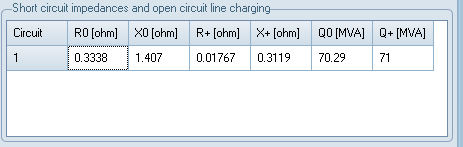 Short circuit impedances and open circuit line charging
Circuit R0 [ohm] X0 [ohm] R+ [ohm] X+ [ohm] Q0 [MVA] Q+ [MVA]
1 0.3338 1.407 0.01767 0.3119 70.29 71